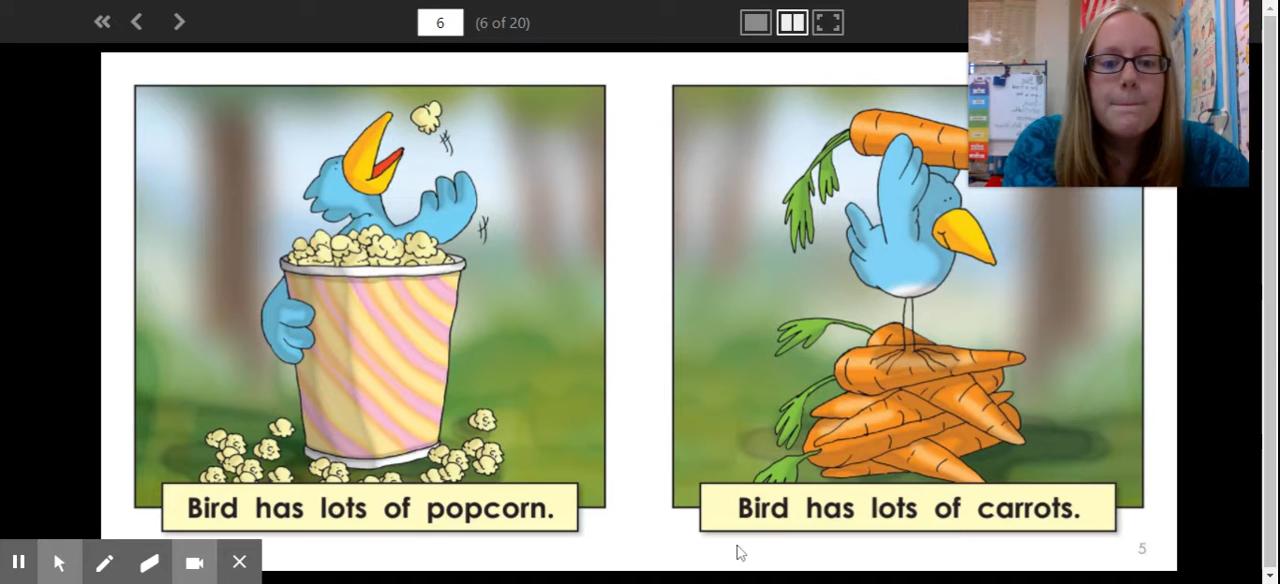 6 (6 of 20)
Bird has lots of popcorn.
Bird has lots of carrots.
5